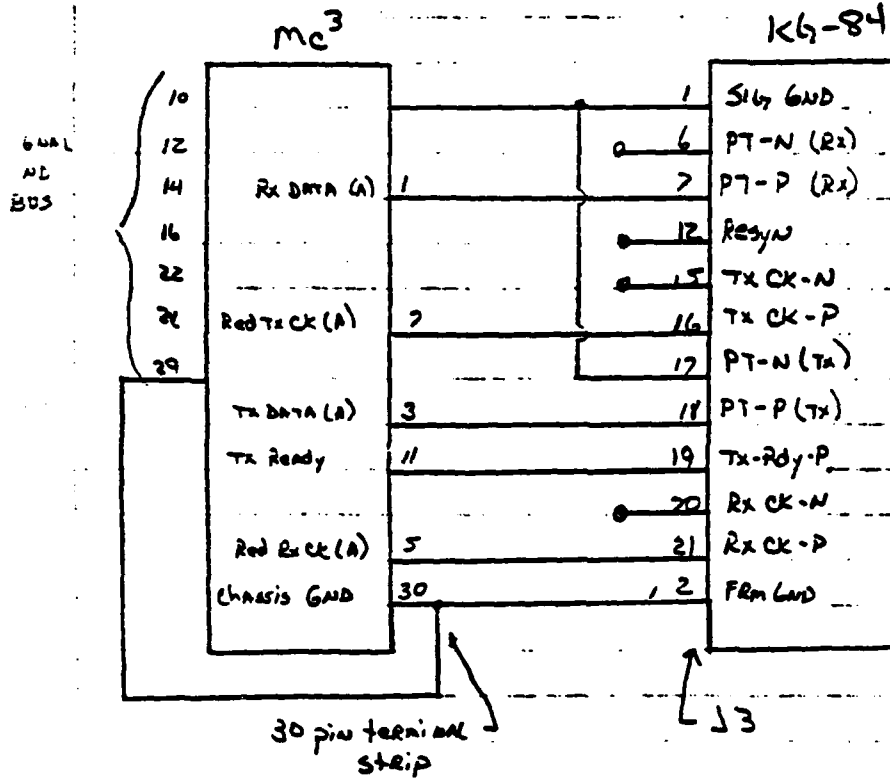 mc³ KG-84
10 1 SIG GND
12 6 PT-N (Rx)
BUS
14 Rx DATA (A) 1 7 PT-P (Rx)
16 12 ResyN
22 15 Tx CK-N
Red Tx CK (A) 7 16 Tx CK-P
29 17 PT-N (Tx)
Tx DATA (A) 3 18 PT-P (Tx)
Tx Ready 11 19 Tx-Rdy-P
20 Rx CK-N
Red Rx CK (A) 5 21 Rx CK-P
Chassis GND 30 2 FRM GND
30 pin terminal J3
strip